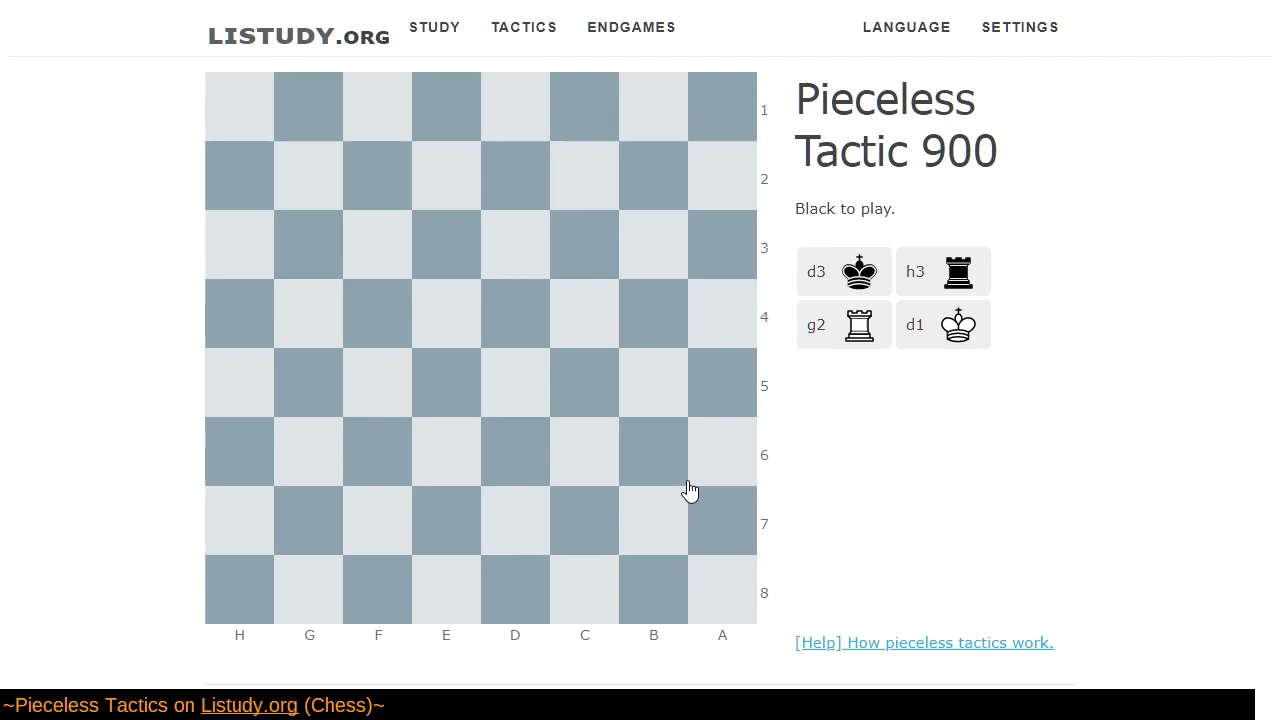 LISTUDY.ORG STUDY TACTICS ENDGAMES LANGUAGE SETTINGS
Pieceless
Tactic 900
Black to play.
d3 h3
g2 d1
1
2
3
4
5
6
7
8
H G F E D C B A
[Help] How pieceless tactics work.
~Pieceless Tactics on Listudy.org (Chess)~